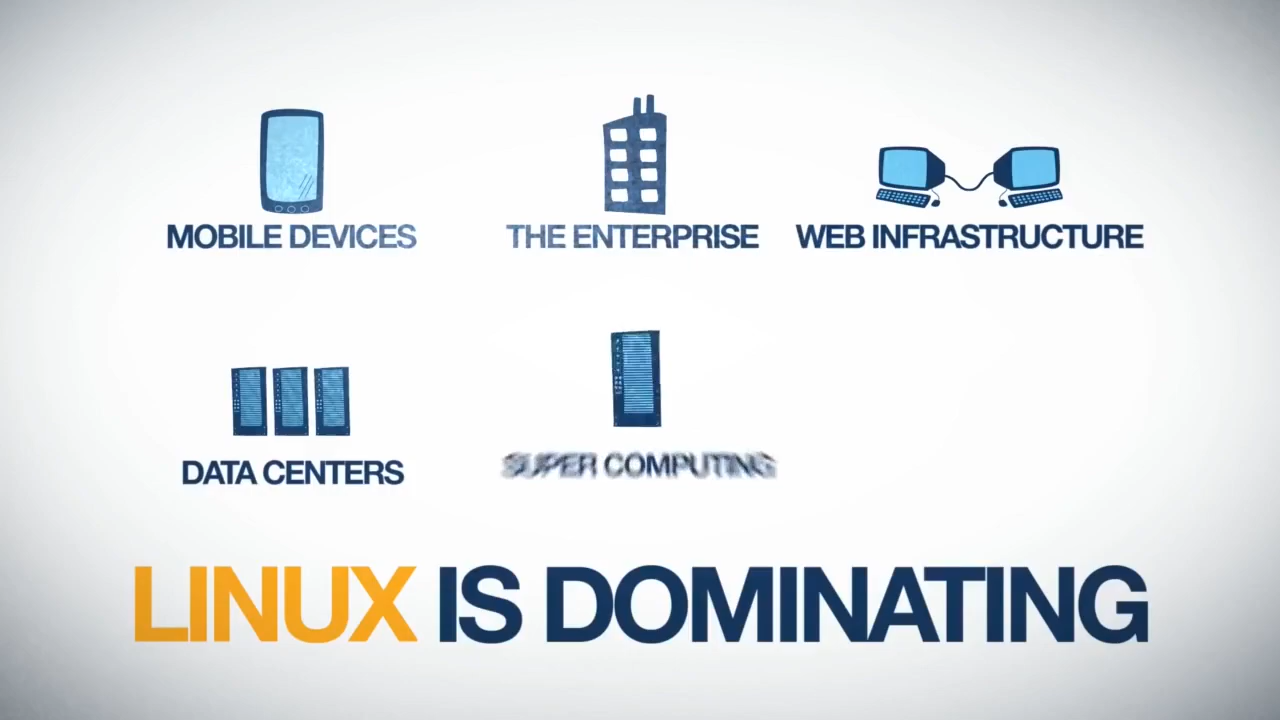 MOBILE DEVICES
THE ENTERPRISE
WEB INFRASTRUCTURE
DATA CENTERS
SUPER COMPUTING
LINUX IS DOMINATING